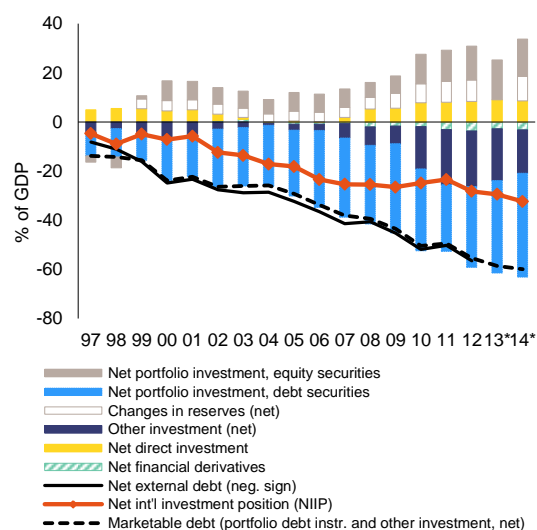 40
20
0
-20
-40
-60
-80
% of GDP
97 98 99 00 01 02 03 04 05 06 07 08 09 10 11 12 13* 14*
Net portfolio investment, equity securities
Net portfolio investment, debt securities
Changes in reserves (net)
Other investment (net)
Net direct investment
Net financial derivatives
Net external debt (neg. sign)
Net int'l investment position (NIIP)
Marketable debt (portfolio debt instr. and other investment, net)